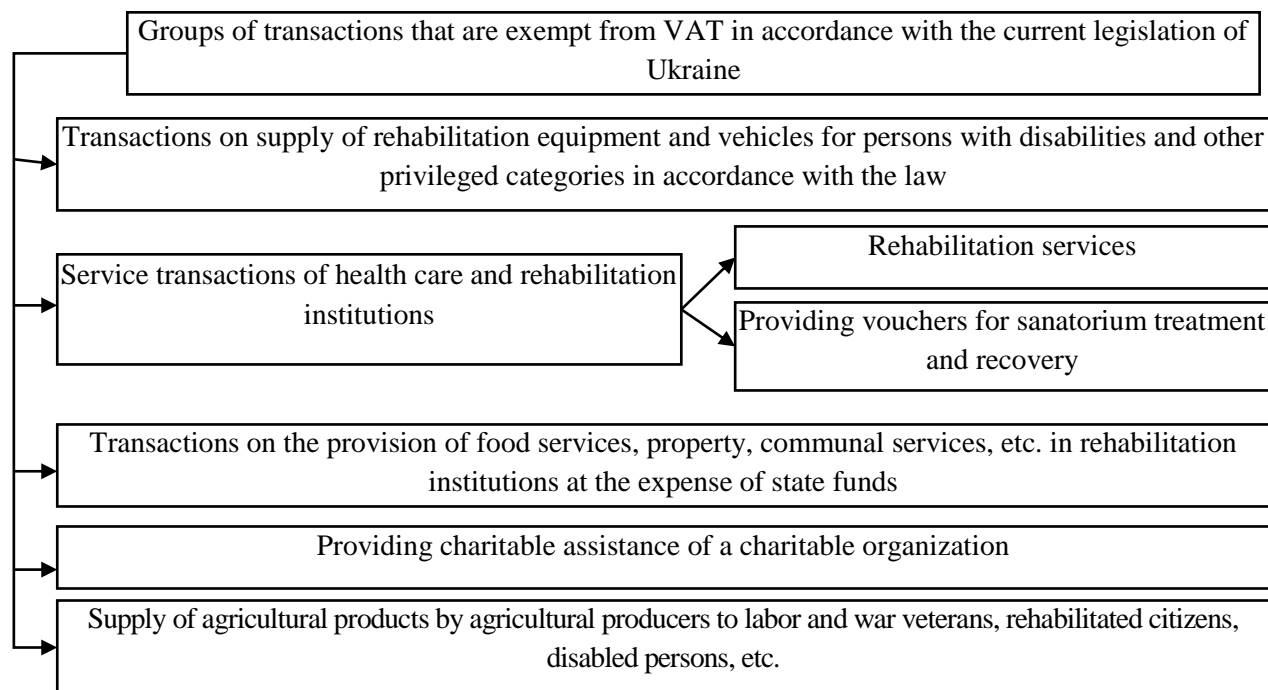 Groups of transactions that are exempt from VAT in accordance with the current legislation of
Ukraine
Transactions on supply of rehabilitation equipment and vehicles for persons with disabilities and other
privileged categories in accordance with the law
Service transactions of health care and rehabilitation
institutions
Rehabilitation services
Providing vouchers for sanatorium treatment
and recovery
Transactions on the provision of food services, property, communal services, etc. in rehabilitation
institutions at the expense of state funds
Providing charitable assistance of a charitable organization
Supply of agricultural products by agricultural producers to labor and war veterans, rehabilitated citizens,
disabled persons, etc.